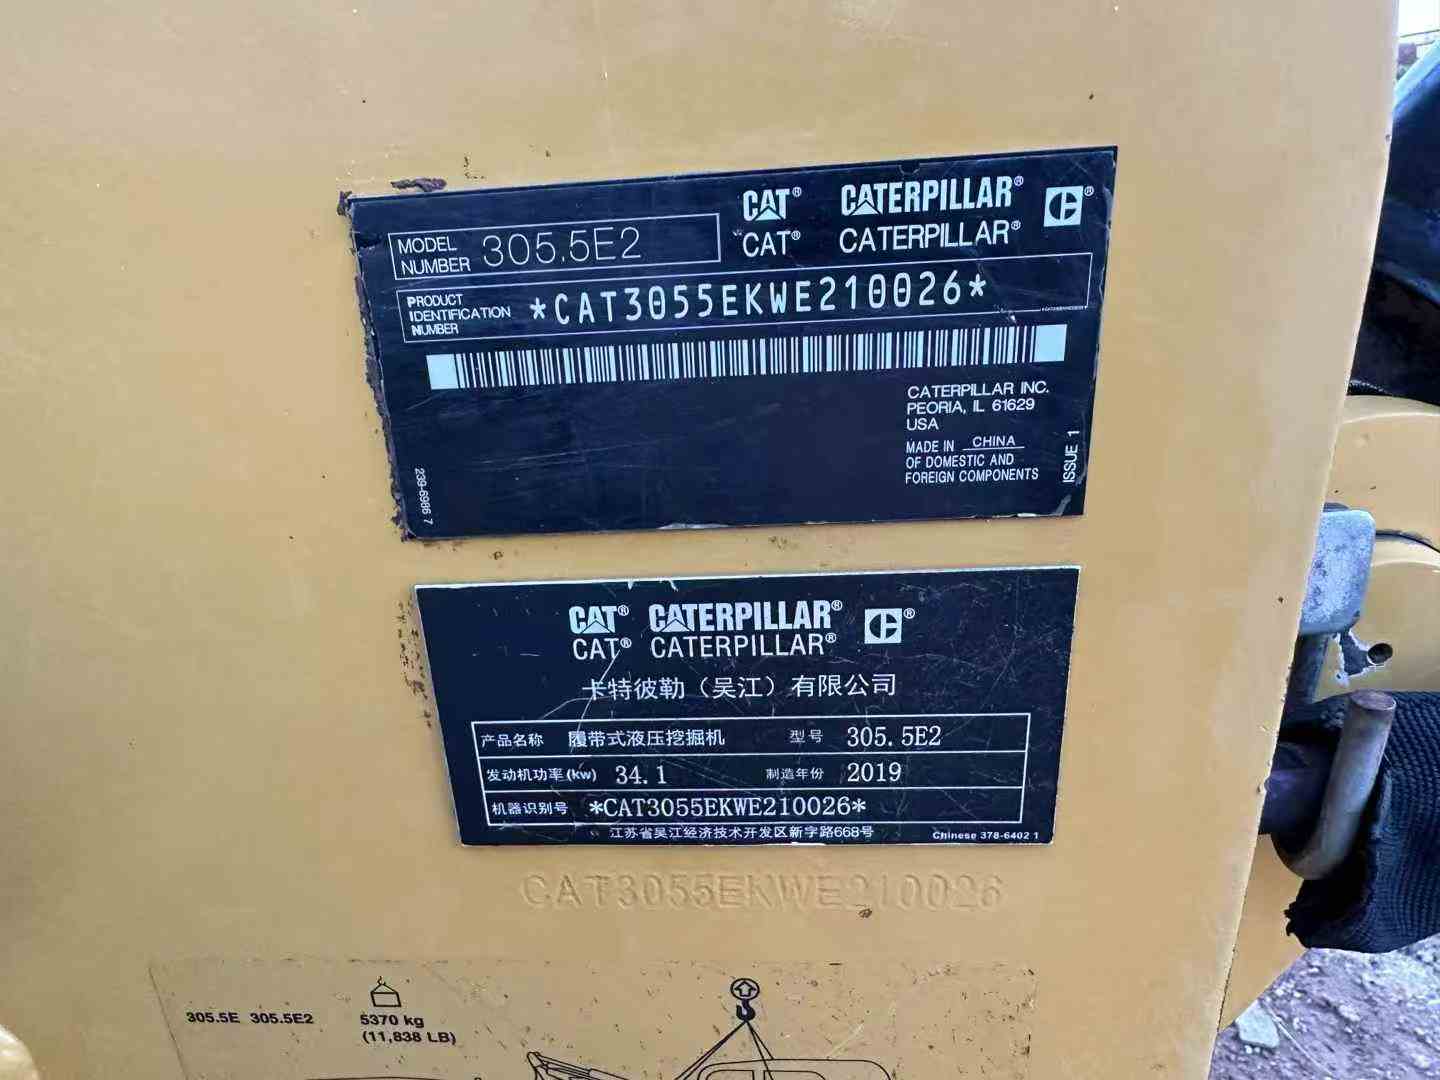 CAT® CATERPILLAR® ®
MODEL NUMBER 305.5E2 CAT® CATERPILLAR®
PRODUCT IDENTIFICATION NUMBER *CAT3055EKWE210026*
CATERPILLAR INC.
PEORIA, IL 61629
USA
MADE IN CHINA
OF DOMESTIC AND
FOREIGN COMPONENTS
ISSUE 1
239-6986 7
CAT® CATERPILLAR® ®
CAT® CATERPILLAR®
卡特彼勒（吴江）有限公司
产品名称 履带式液压挖掘机 型号 305.5E2
发动机功率(kw) 34.1 制造年份 2019
机器识别号 *CAT3055EKWE210026*
江苏省吴江经济技术开发区新字路668号 Chinese 378-6402 1
CAT3055EKWE210026
305.5E 305.5E2 5370 kg
(11,838 LB)